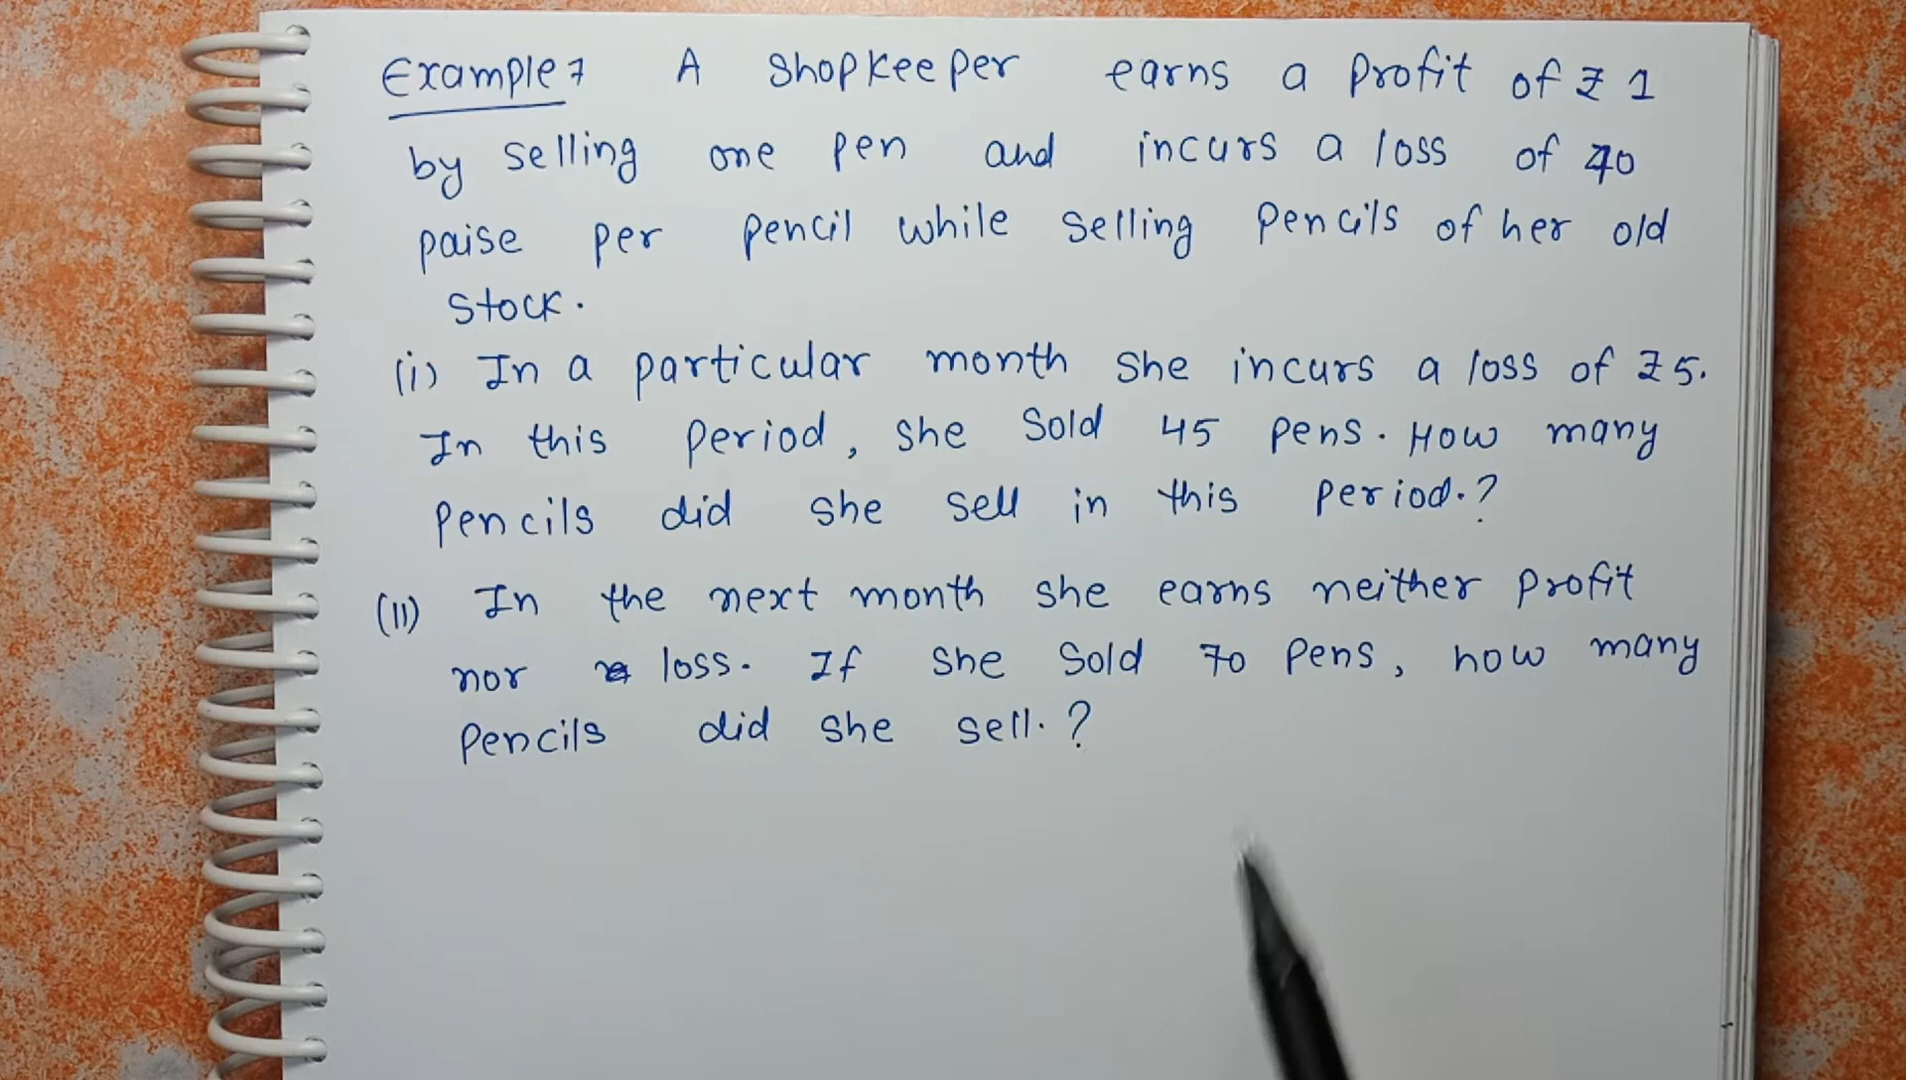 Example 7 A shopkeeper earns a profit of ₹ 1
by selling one pen and incurs a loss of 40
paise per pencil while selling pencils of her old
stock.
(i) In a particular month she incurs a loss of ₹5.
In this period, she sold 45 pens. How many
pencils did she sell in this period.?
(II) In the next month she earns neither profit
nor loss. If she sold 70 pens, how many
pencils did she sell.?